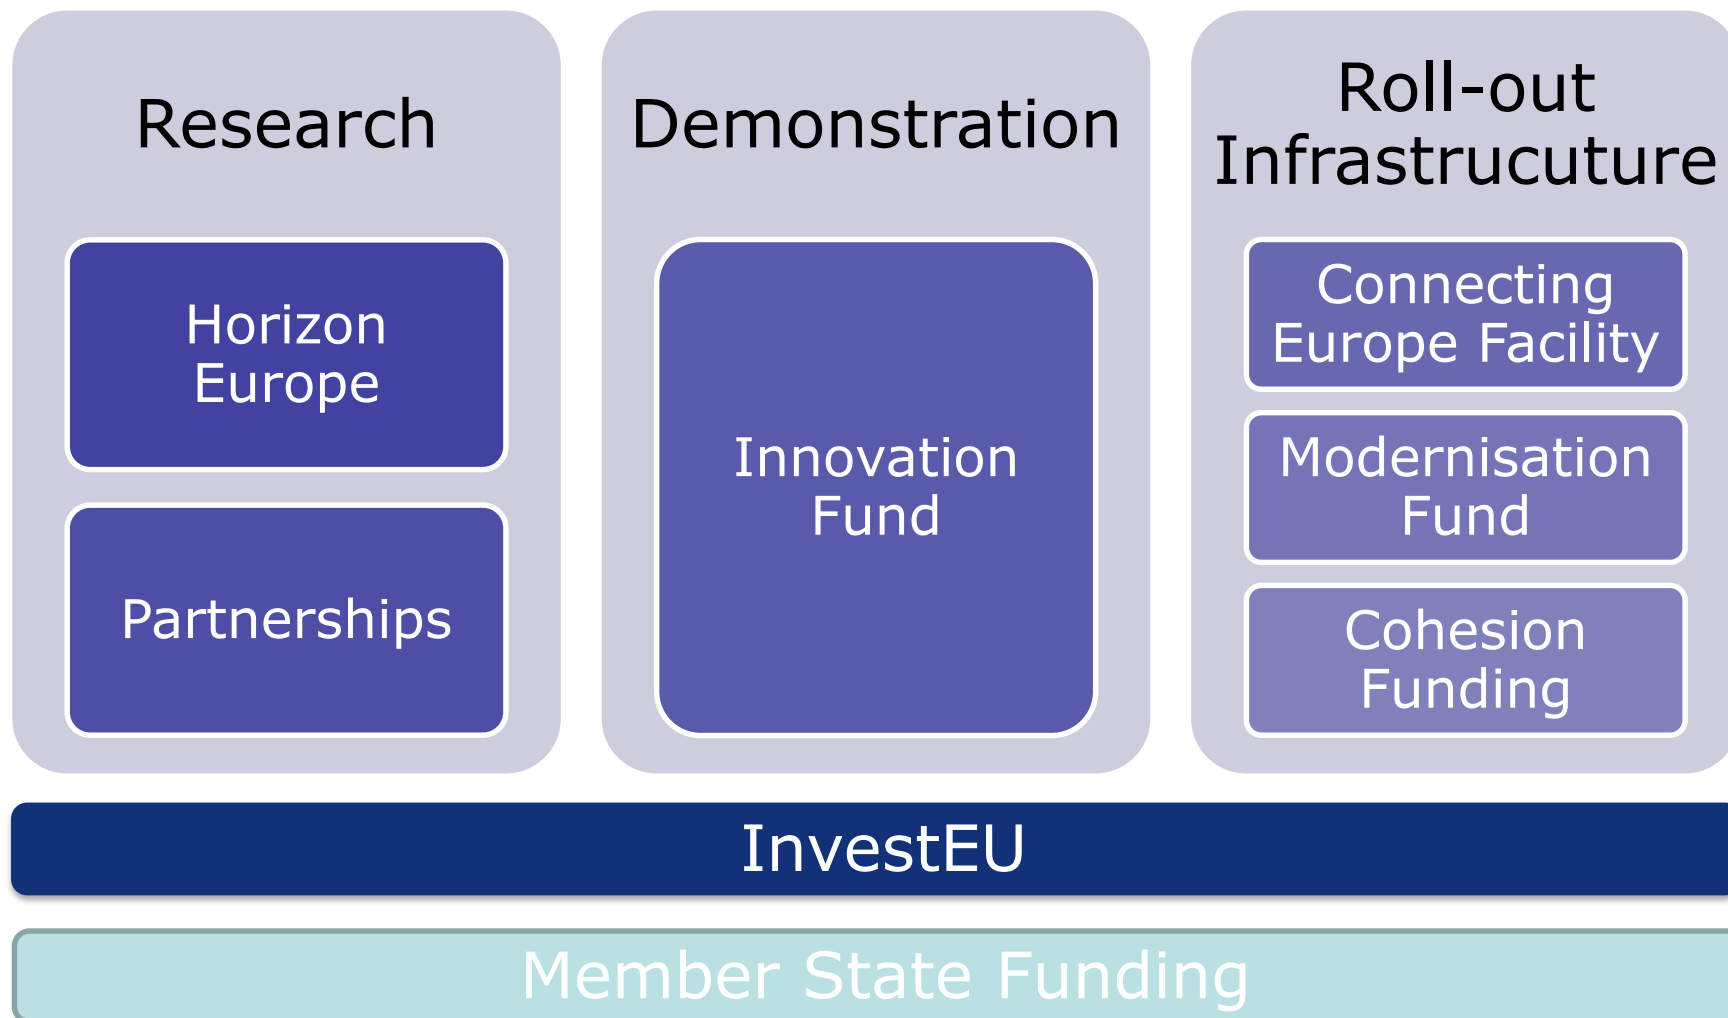 Research
Horizon
Europe
Partnerships
Demonstration
Innovation
Fund
Roll-out
Infrastrucuture
Connecting
Europe Facility
Modernisation
Fund
Cohesion
Funding
InvestEU
Member State Funding